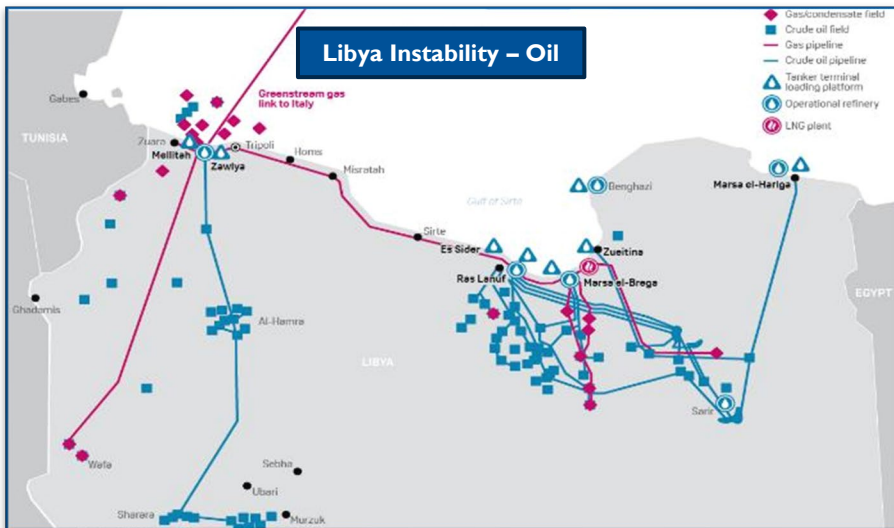 Libya Instability – Oil
Gas/condensate field
Crude oil field
Gas pipeline
Crude oil pipeline
Tanker terminal
loading platform
Operational refinery
LNG plant
Greenstream gas
link to Italy
Gabes
TUNISIA
Zuara
Mellitah
Zawiya
Tripoli
Homs
Misratah
Gulf of Sirte
Benghazi
Marsa el-Hariga
Sirte
Es Sider
Zueitina
Ras Lanuf
Marsa el-Brega
EGYPT
Ghadamis
Al-Hamra
LIBYA
Sarir
Wafa
Sebha
Ubari
Sharara
Murzuk